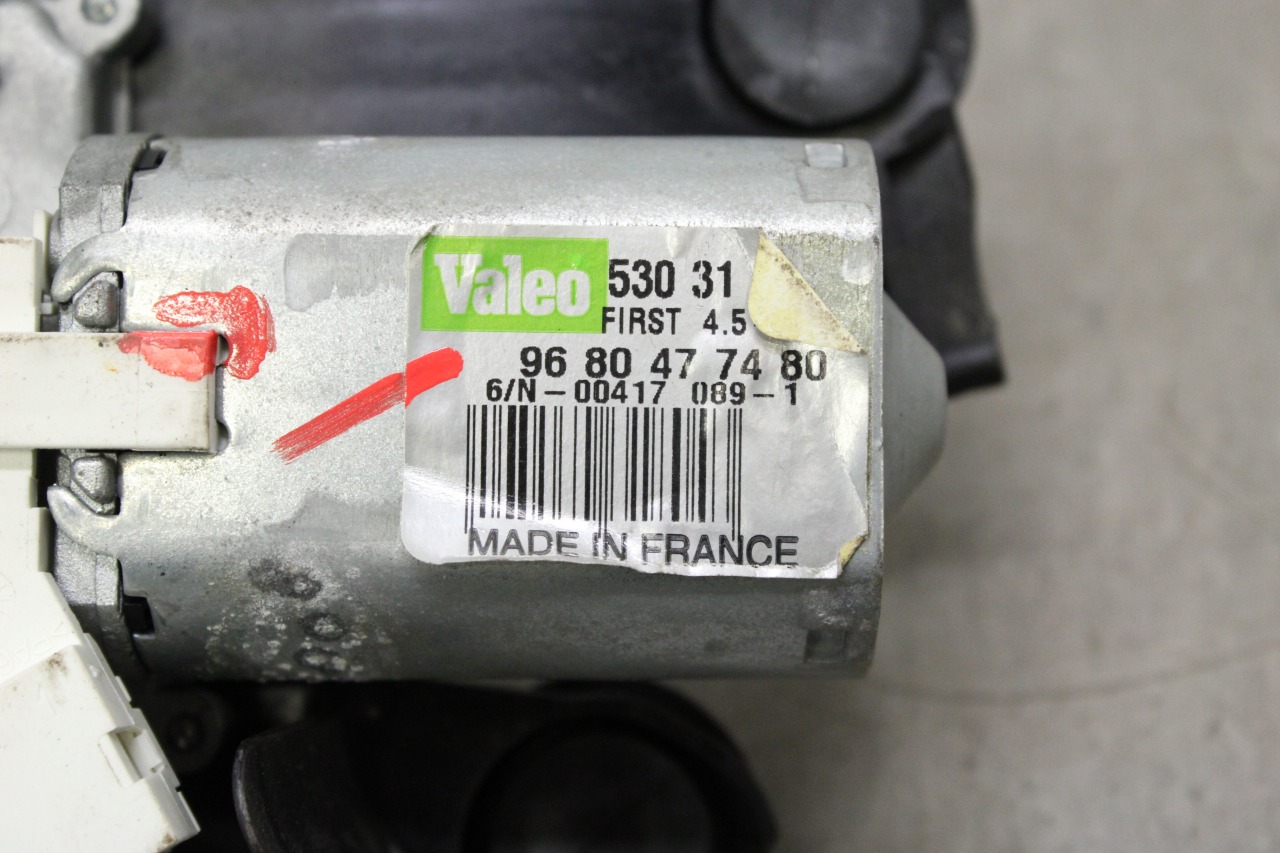 Valeo 530 31
FIRST 4.5
96 80 47 74 80
6/N-00417 089-1
MADE IN FRANCE